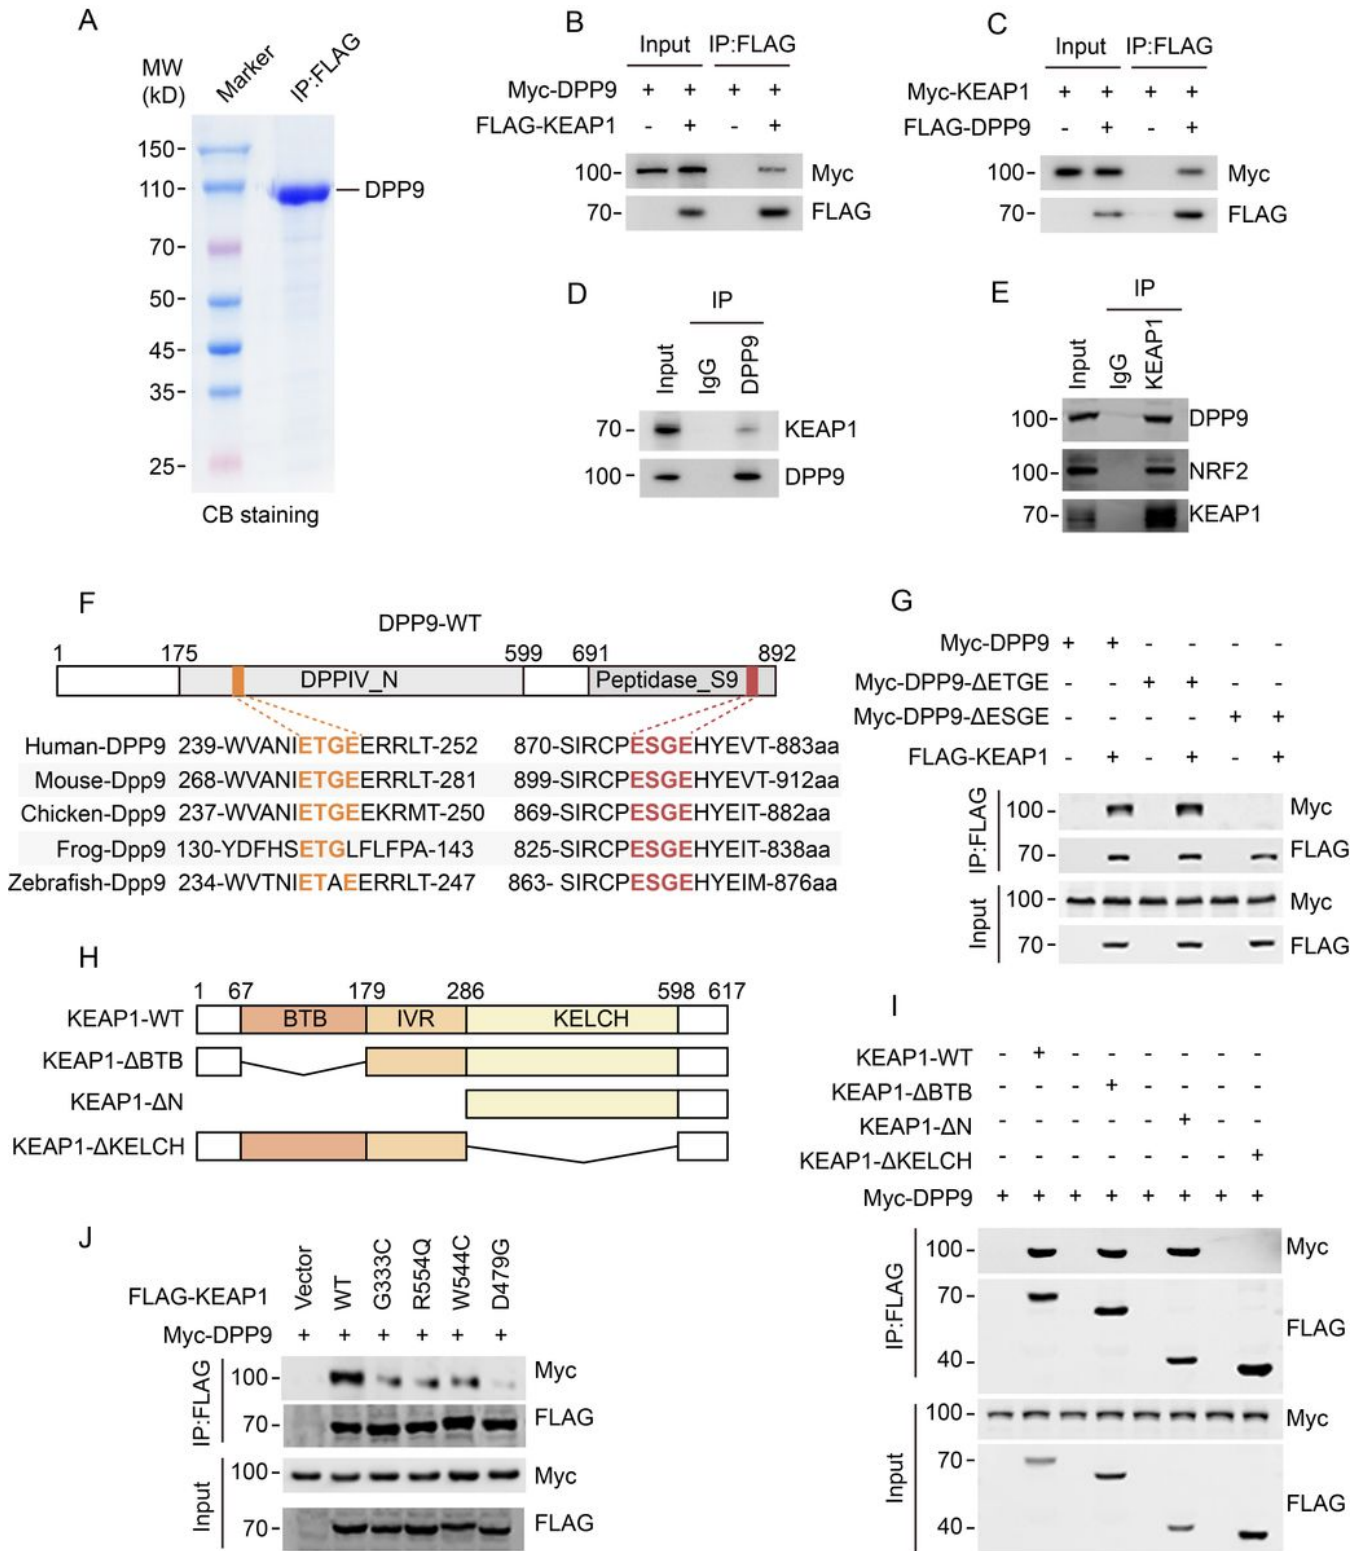 A
MW
(kD)
Marker
IP:FLAG
150-
110-
70-
50-
45-
35-
25-
DPP9
CB staining
B
Input IP:FLAG
Myc-DPP9 + + + +
FLAG-KEAP1 - + - +
100- Myc
70- FLAG
C
Input IP:FLAG
Myc-KEAP1 + + + +
FLAG-DPP9 - + - +
100- Myc
70- FLAG
D
IP
Input IgG DPP9
70- KEAP1
100- DPP9
E
IP
Input IgG KEAP1
100- DPP9
100- NRF2
70- KEAP1
F
DPP9-WT
1 175 599 691 892
DPPIV_N Peptidase_S9
Human-DPP9 239-WVANIETGEERRLT-252 870-SIRCPESGEHYEVT-883aa
Mouse-Dpp9 268-WVANIETGEERRLT-281 899-SIRCPESGEHYEVT-912aa
Chicken-Dpp9 237-WVANIETGEEKRMT-250 869-SIRCPESGEHYEIT-882aa
Frog-Dpp9 130-YDFHSETGLFLFPA-143 825-SIRCPESGEHYEIT-838aa
Zebrafish-Dpp9 234-WVTNIETAEERRLT-247 863- SIRCPESGEHYEIM-876aa
G
Myc-DPP9 + + - - - -
Myc-DPP9-ΔETGE - - + + - -
Myc-DPP9-ΔESGE - - - - + +
FLAG-KEAP1 - + - + - +
IP:FLAG
100- Myc
70- FLAG
Input
100- Myc
70- FLAG
H
1 67 179 286 598 617
KEAP1-WT BTB IVR KELCH
KEAP1-ΔBTB
KEAP1-ΔN
KEAP1-ΔKELCH
I
KEAP1-WT - + - - - - - -
KEAP1-ΔBTB - - - + - - - -
KEAP1-ΔN - - - - - + - -
KEAP1-ΔKELCH - - - - - - - +
Myc-DPP9 + + + + + + + +
IP:FLAG
100- Myc
70-
FLAG
40-
Input
100- Myc
70-
FLAG
40-
J
FLAG-KEAP1 Vector WT G333C R554Q W544C D479G
Myc-DPP9 + + + + + +
IP:FLAG
100- Myc
70- FLAG
Input
100- Myc
70- FLAG